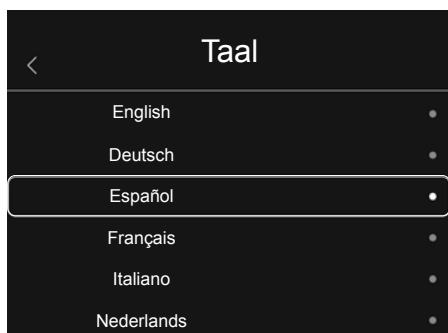 Taal
English
Deutsch
Español
Français
Italiano
Nederlands